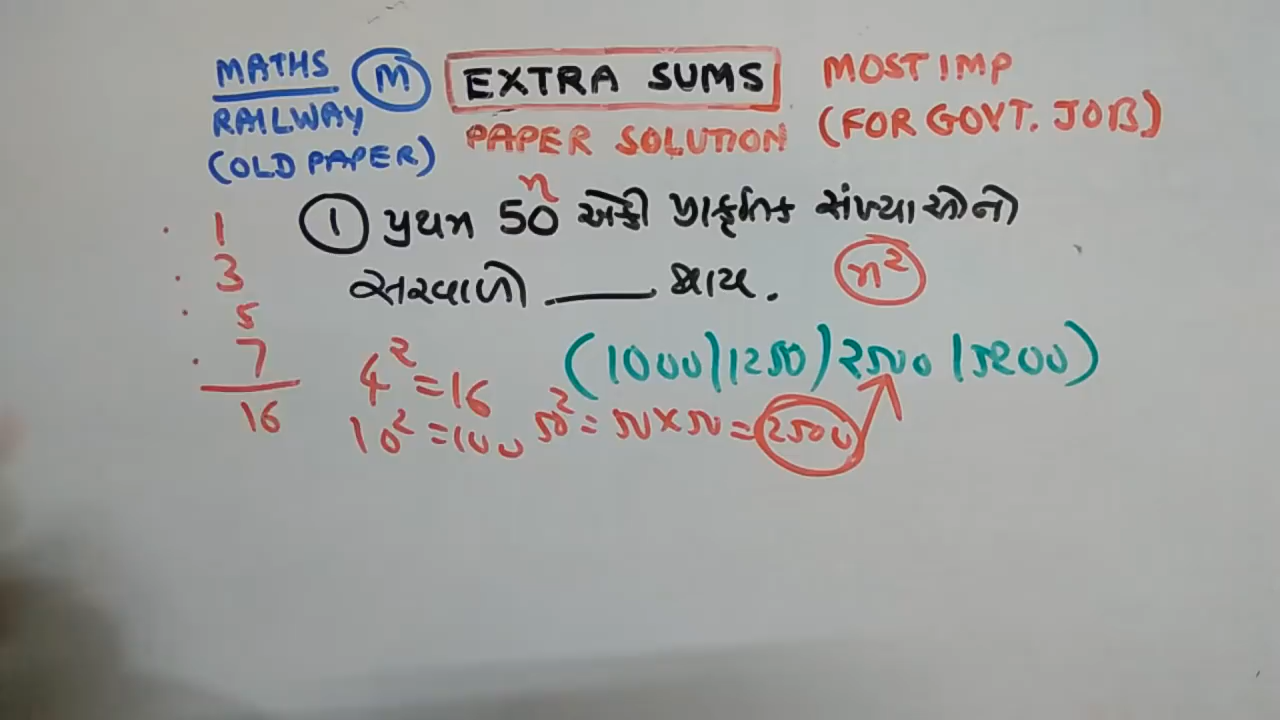 MATHS (M) EXTRA SUMS MOST IMP
RAILWAY PAPER SOLUTION (FOR GOVT. JOB)
(OLD PAPER)
n
① પ્રથમ 50 એકી પ્રાકૃતિક સંખ્યાઓનો
સરવાળો ____ થાય. n²
(1000|1250|2500|5200)
1
3
5
7
16
4² = 16
10² = 100 50² = 50 × 50 = 2500